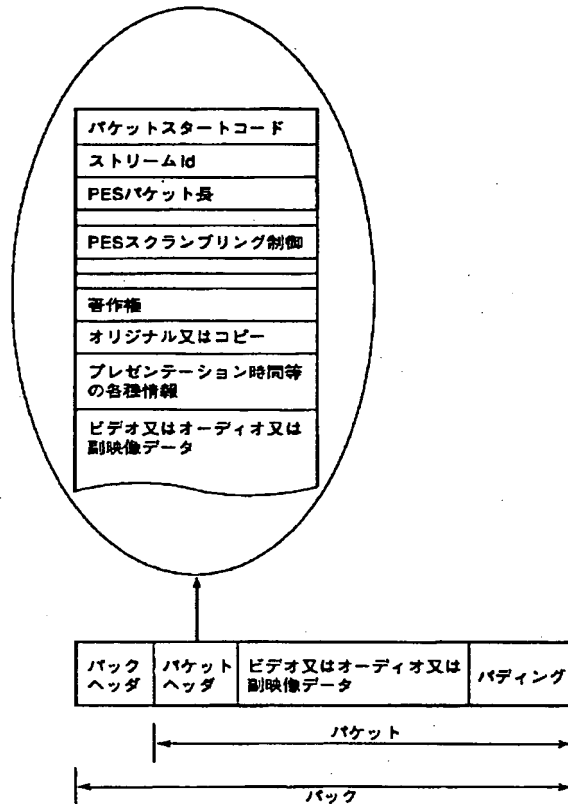 パケットスタートコード
ストリームid
PESパケット長
PESスクランブリング制御
著作権
オリジナル又はコピー
プレゼンテーション時間等
の各種情報
ビデオ又はオーディオ又は
副映像データ
パック
ヘッダ
パケット
ヘッダ
ビデオ又はオーディオ又は
副映像データ
パディング
パケット
パック